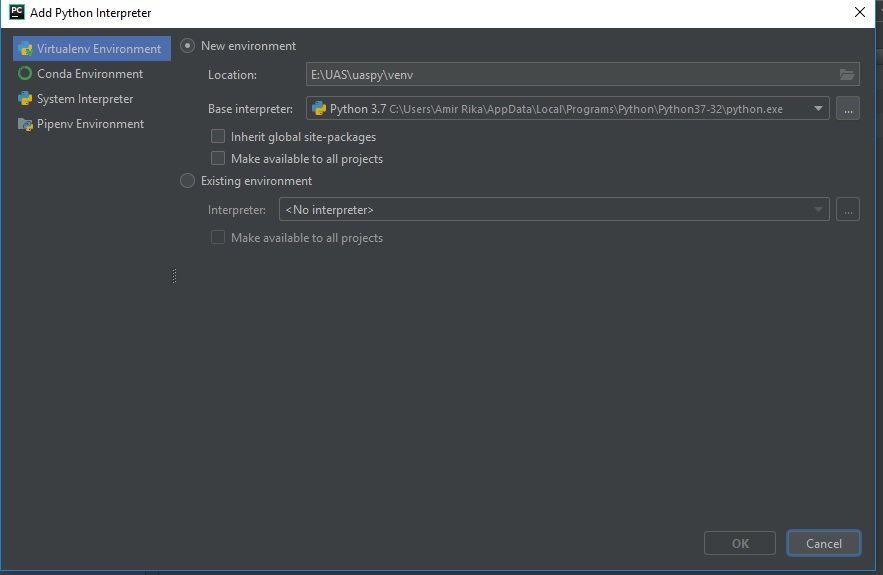 PC Add Python Interpreter
Virtualenv Environment
Conda Environment
System Interpreter
Pipenv Environment
New environment
Location: E:\UAS\uaspy\venv
Base interpreter: Python 3.7 C:\Users\Amir Rika\AppData\Local\Programs\Python\Python37-32\python.exe ...
Inherit global site-packages
Make available to all projects
Existing environment
Interpreter: <No interpreter> ...
Make available to all projects
OK Cancel